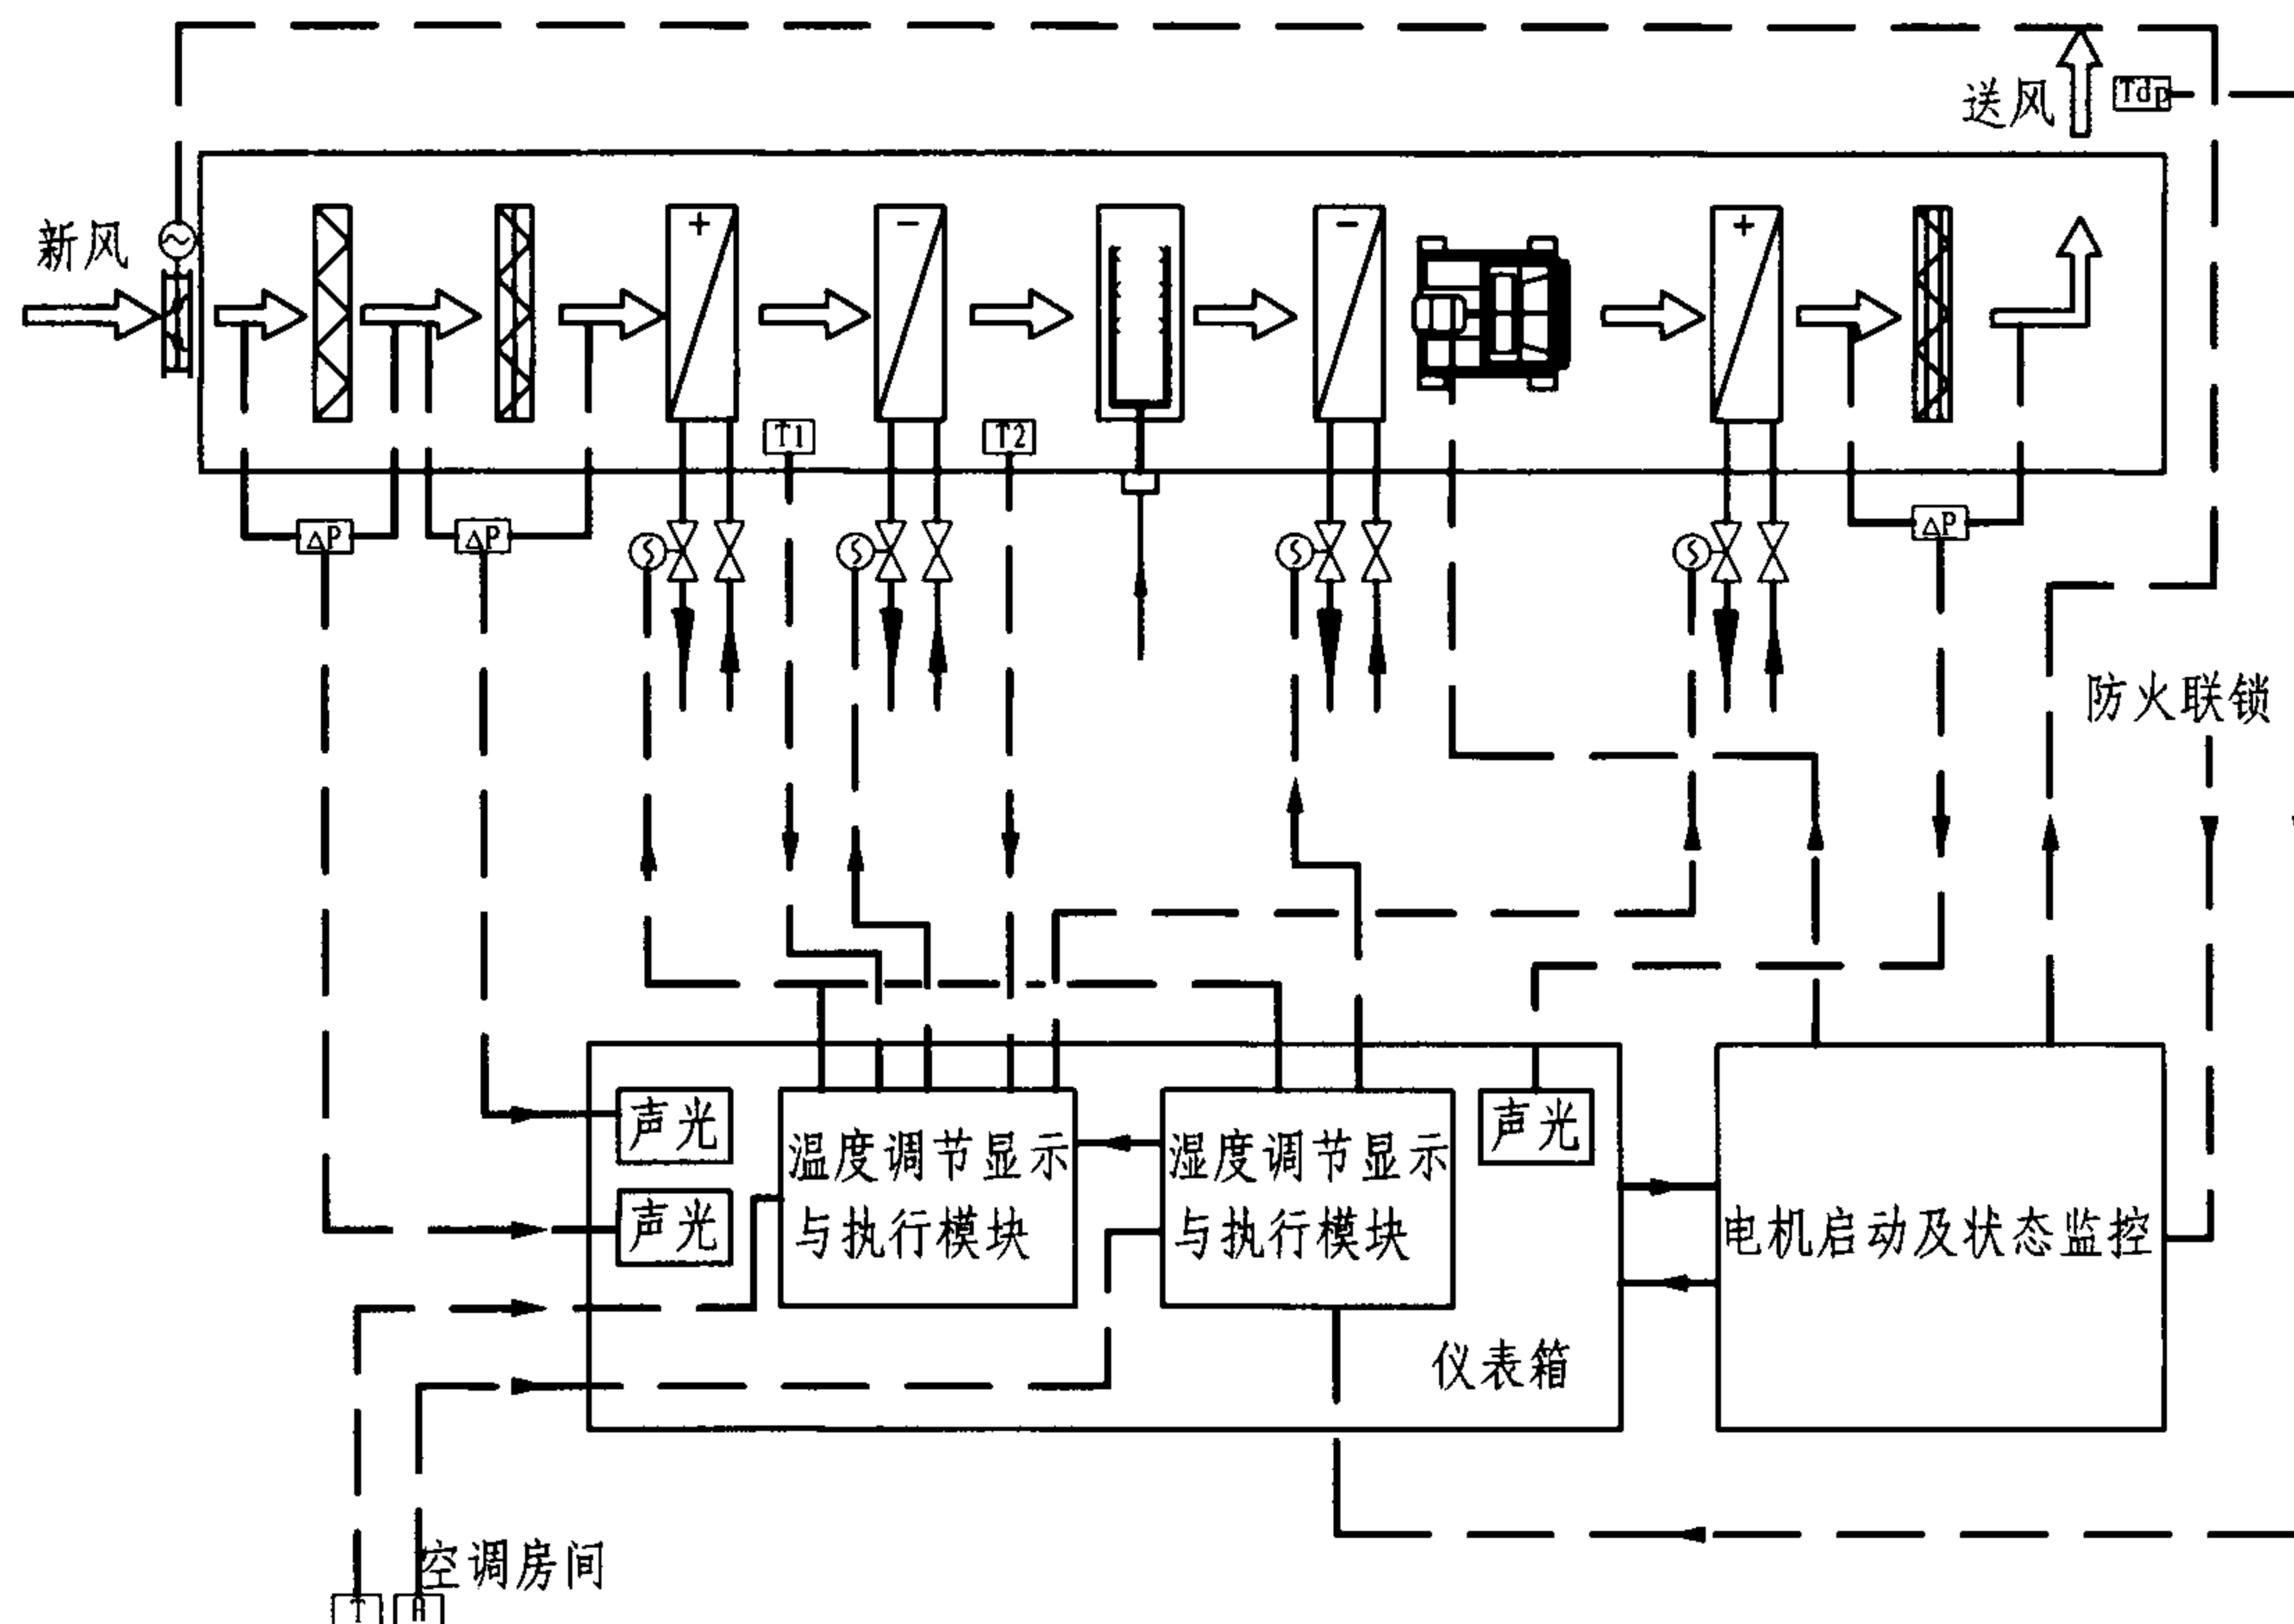 送风
Tdp
新风
+
−
−
+
T1
T2
ΔP
ΔP
ΔP
S
S
S
S
防火联锁
声光
声光
声光
温度调节显示
与执行模块
湿度调节显示
与执行模块
电机启动及状态监控
仪表箱
空调房间
T
H